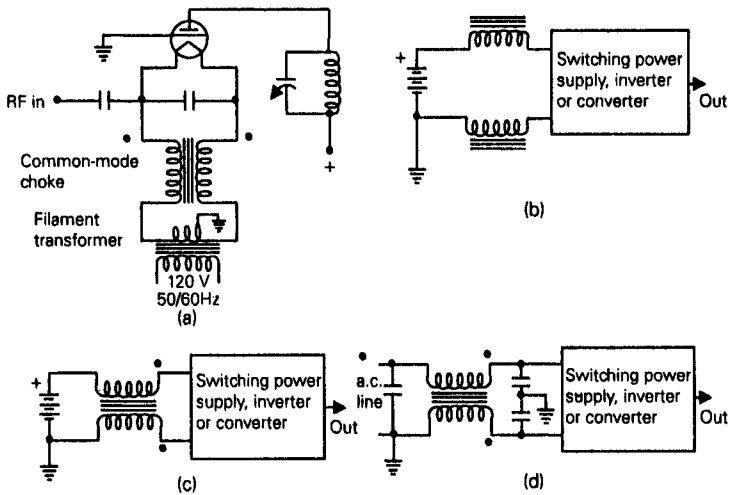 RF in
+
Common-mode
choke
Filament
transformer
120 V
50/60Hz
(a)
+
Switching power
supply, inverter
or converter
Out
(b)
+
Switching power
supply, inverter
or converter
Out
(c)
a.c.
line
Switching power
supply, inverter
or converter
Out
(d)